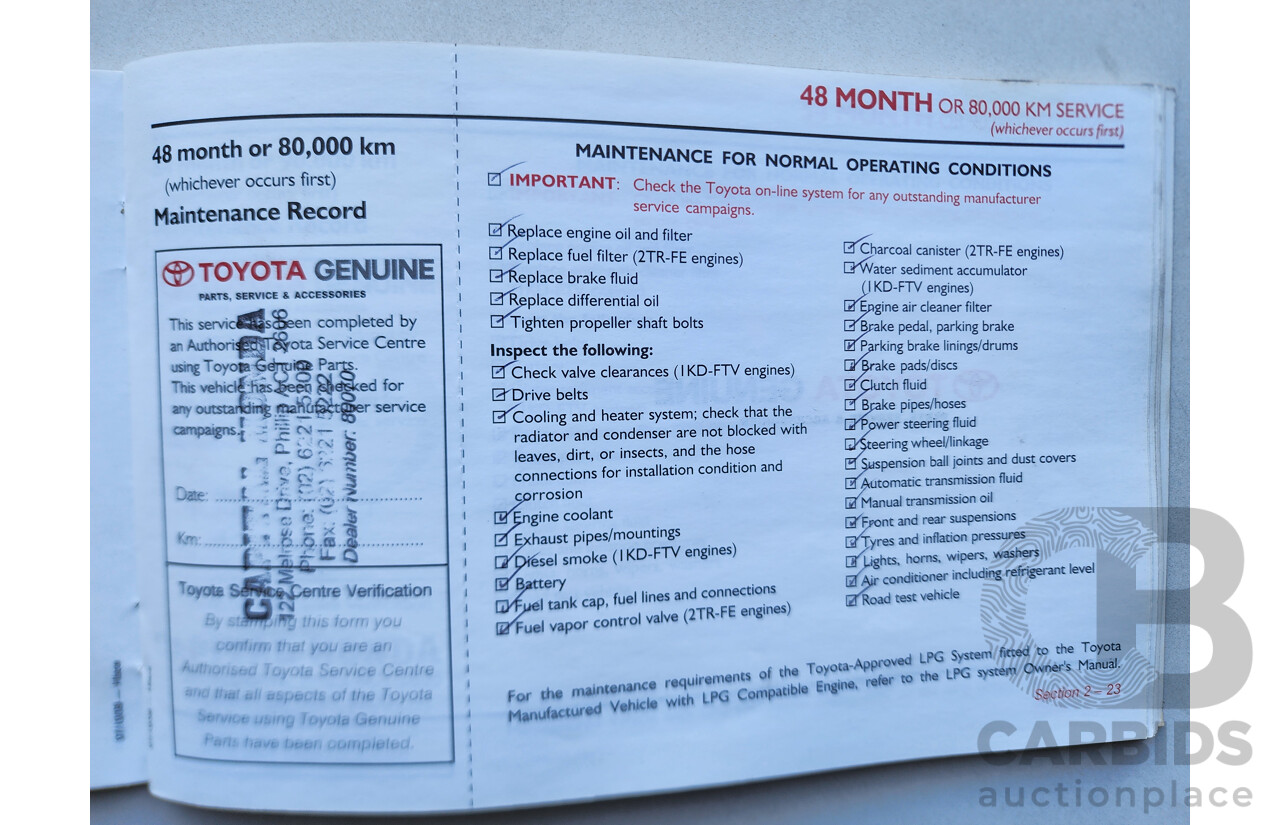 48 month or 80,000 km
(whichever occurs first)
Maintenance Record
TOYOTA GENUINE
PARTS, SERVICE & ACCESSORIES
This service has been completed by
an Authorised Toyota Service Centre
using Toyota Genuine Parts.
This vehicle has been checked for
any outstanding manufacturer service
campaigns.
Date:
Km:
Toyota Service Centre Verification
By stamping this form you
confirm that you are an
Authorised Toyota Service Centre
and that all aspects of the Toyota
Service using Toyota Genuine
Parts have been completed.
TOYOTA
122 Melrose Drive, Phillip 2606
Phone: (02)
Fax: (02)
Dealer Number:
48 MONTH OR 80,000 KM SERVICE
(whichever occurs first)
MAINTENANCE FOR NORMAL OPERATING CONDITIONS
IMPORTANT: Check the Toyota on-line system for any outstanding manufacturer
service campaigns.
Replace engine oil and filter
Replace fuel filter (2TR-FE engines)
Replace brake fluid
Replace differential oil
Tighten propeller shaft bolts
Inspect the following:
Check valve clearances (1KD-FTV engines)
Drive belts
Cooling and heater system; check that the
radiator and condenser are not blocked with
leaves, dirt, or insects, and the hose
connections for installation condition and
corrosion
Engine coolant
Exhaust pipes/mountings
Diesel smoke (1KD-FTV engines)
Battery
Fuel tank cap, fuel lines and connections
Fuel vapor control valve (2TR-FE engines)
Charcoal canister (2TR-FE engines)
Water sediment accumulator
(1KD-FTV engines)
Engine air cleaner filter
Brake pedal, parking brake
Parking brake linings/drums
Brake pads/discs
Clutch fluid
Brake pipes/hoses
Power steering fluid
Steering wheel/linkage
Suspension ball joints and dust covers
Automatic transmission fluid
Manual transmission oil
Front and rear suspensions
Tyres and inflation pressures
Lights, horns, wipers, washers
Air conditioner including refrigerant level
Road test vehicle
For the maintenance requirements of the Toyota-Approved LPG System fitted to the Toyota
Manufactured Vehicle with LPG Compatible Engine, refer to the LPG system Owner's Manual.
Section 2 – 23
CB
CARBIDS
auctionplace